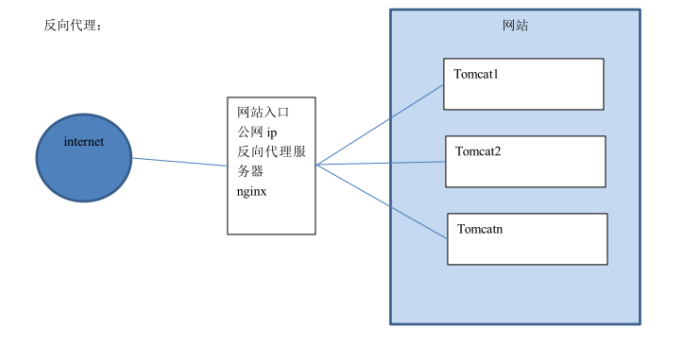 反向代理：
网站
internet
网站入口
公网 ip
反向代理服
务器
nginx
Tomcat1
Tomcat2
Tomcatn